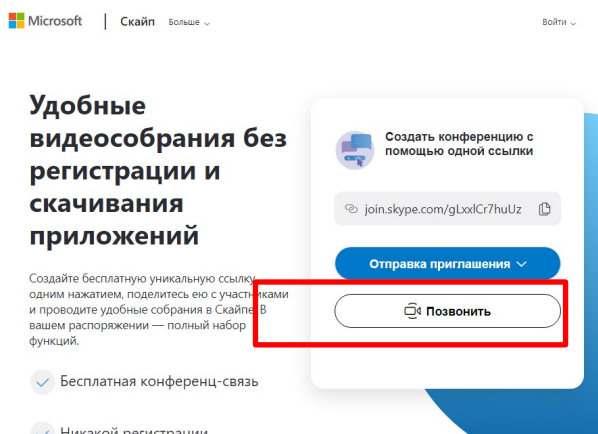 Microsoft | Скайп Больше Войти
Удобные
видеособрания без
регистрации и
скачивания
приложений
Создайте бесплатную уникальную ссылку
одним нажатием, поделитесь ею с участниками
и проводите удобные собрания в Скайпе. В
вашем распоряжении — полный набор
функций.
Бесплатная конференц-связь
Никакой регистрации
Создать конференцию с
помощью одной ссылки
join.skype.com/gLxxlCr7huUz
Отправка приглашения
Позвонить